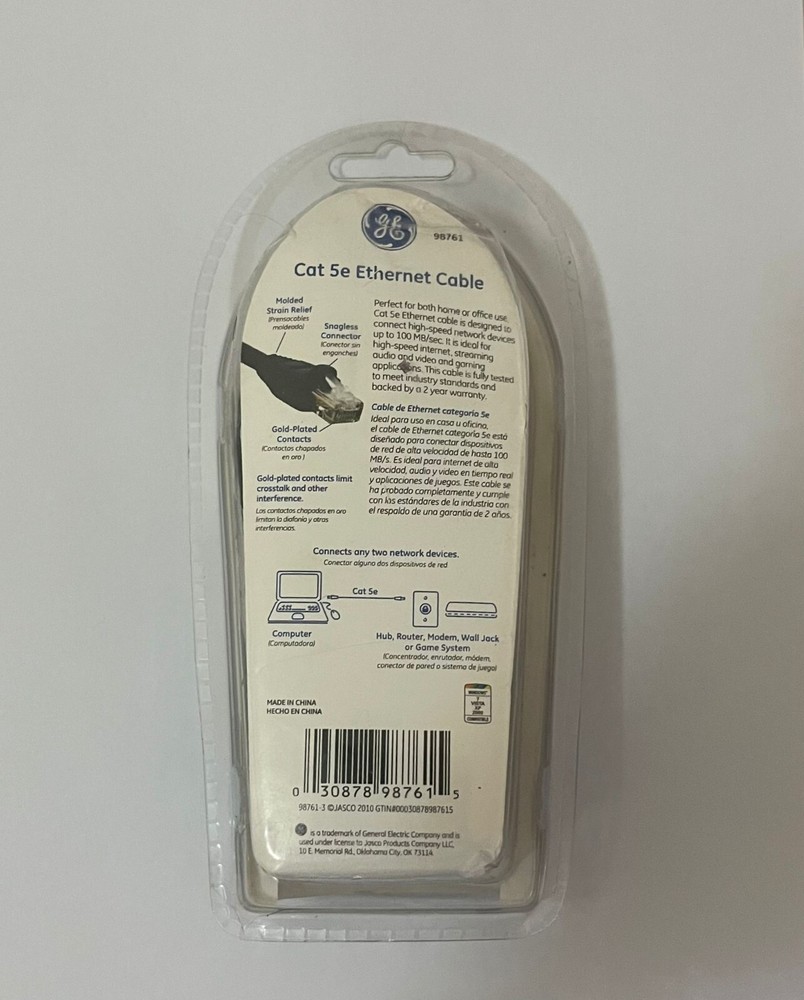 GE
98761
Cat 5e Ethernet Cable
Molded
Strain Relief
(Prensacables
moldeado)
Snagless
Connector
(Conector sin
enganches)
Gold-Plated
Contacts
(Contactos chapados
en oro)
Gold-plated contacts limit
crosstalk and other
interference.
Los contactos chapados en oro
limitan la diafonía y otras
interferencias.
Perfect for both home or office use.
Cat 5e Ethernet cable is designed to
connect high-speed network devices
up to 100 MB/sec. It is ideal for
high-speed internet, streaming
audio and video and gaming
applications. This cable is fully tested
to meet industry standards and
backed by a 2 year warranty.
Cable de Ethernet categoría 5e
Ideal para uso en casa u oficina,
el cable de Ethernet categoría 5e está
diseñado para conectar dispositivos
de red de alta velocidad de hasta 100
MB/s. Es ideal para internet de alta
velocidad, audio y video en tiempo real
y aplicaciones de juegos. Este cable se
ha probado completamente y cumple
con los estándares de la industria con
el respaldo de una garantía de 2 años.
Connects any two network devices.
Conector alguno dos dispositivos de red
Cat 5e
Computer
(Computadora)
Hub, Router, Modem, Wall Jack
or Game System
(Concentrador, enrutador, módem,
conector de pared o sistema de juego)
MADE IN CHINA
HECHO EN CHINA
WINDOWS
7
VISTA
XP
2000
COMPATIBLE
0 30878 98761 5
98761-3 ©JASCO 2010 GTIN#00030878987615
GE is a trademark of General Electric Company and is
used under license to Jasco Products Company LLC,
10 E. Memorial Rd., Oklahoma City, OK 73114.